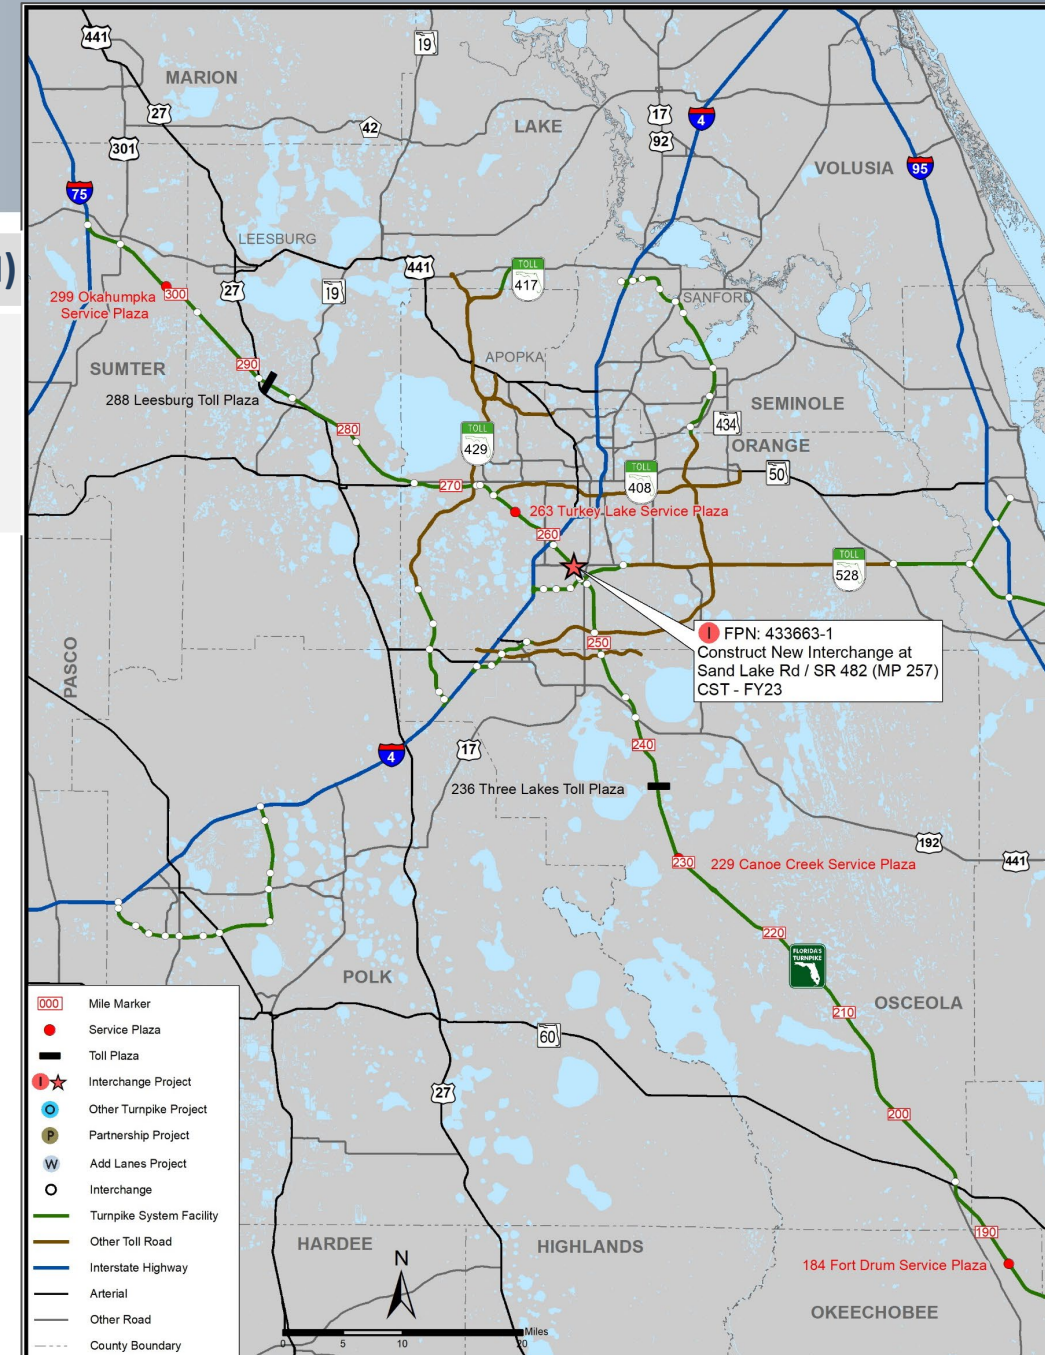 441
19
MARION
27
42
LAKE
17
92
4
301
VOLUSIA
95
75
)
LEESBURG
441
TOLL
417
27
19
299 Okahumpka
Service Plaza
300
SANFORD
APOPKA
SUMTER
290
288 Leesburg Toll Plaza
280
SEMINOLE
434
ORANGE
TOLL
429
TOLL
408
50
270
263 Turkey Lake Service Plaza
260
TOLL
528
I FPN: 433663-1
Construct New Interchange at
Sand Lake Rd / SR 482 (MP 257)
CST - FY23
250
PASCO
240
17
4
236 Three Lakes Toll Plaza
192
441
230
229 Canoe Creek Service Plaza
220
FLORIDA'S
TURNPIKE
POLK
OSCEOLA
210
60
27
200
190
HARDEE
HIGHLANDS
184 Fort Drum Service Plaza
OKEECHOBEE
000 Mile Marker
Service Plaza
Toll Plaza
I Interchange Project
O Other Turnpike Project
P Partnership Project
W Add Lanes Project
Interchange
Turnpike System Facility
Other Toll Road
Interstate Highway
Arterial
Other Road
County Boundary
N
Miles
0 5 10 20